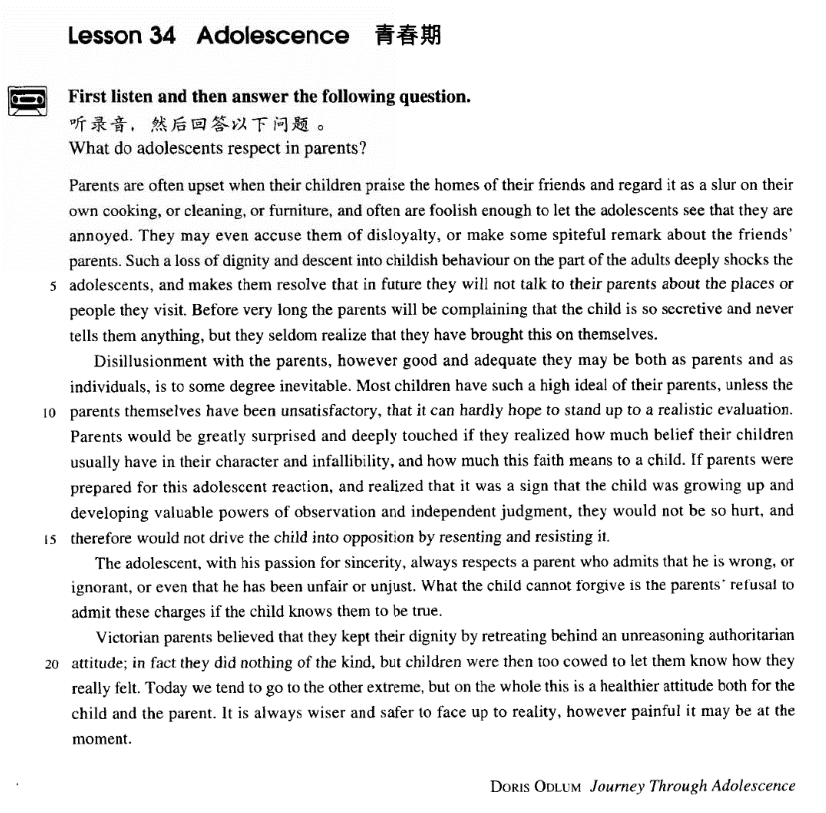 Lesson 34 Adolescence 青春期
First listen and then answer the following question.
听录音，然后回答以下问题。
What do adolescents respect in parents?
Parents are often upset when their children praise the homes of their friends and regard it as a slur on their
own cooking, or cleaning, or furniture, and often are foolish enough to let the adolescents see that they are
annoyed. They may even accuse them of disloyalty, or make some spiteful remark about the friends'
parents. Such a loss of dignity and descent into childish behaviour on the part of the adults deeply shocks the
5 adolescents, and makes them resolve that in future they will not talk to their parents about the places or
people they visit. Before very long the parents will be complaining that the child is so secretive and never
tells them anything, but they seldom realize that they have brought this on themselves.
Disillusionment with the parents, however good and adequate they may be both as parents and as
individuals, is to some degree inevitable. Most children have such a high ideal of their parents, unless the
10 parents themselves have been unsatisfactory, that it can hardly hope to stand up to a realistic evaluation.
Parents would be greatly surprised and deeply touched if they realized how much belief their children
usually have in their character and infallibility, and how much this faith means to a child. If parents were
prepared for this adolescent reaction, and realized that it was a sign that the child was growing up and
developing valuable powers of observation and independent judgment, they would not be so hurt, and
15 therefore would not drive the child into opposition by resenting and resisting it.
The adolescent, with his passion for sincerity, always respects a parent who admits that he is wrong, or
ignorant, or even that he has been unfair or unjust. What the child cannot forgive is the parents' refusal to
admit these charges if the child knows them to be true.
Victorian parents believed that they kept their dignity by retreating behind an unreasoning authoritarian
20 attitude; in fact they did nothing of the kind, but children were then too cowed to let them know how they
really felt. Today we tend to go to the other extreme, but on the whole this is a healthier attitude both for the
child and the parent. It is always wiser and safer to face up to reality, however painful it may be at the
moment.
DORIS ODLUM Journey Through Adolescence